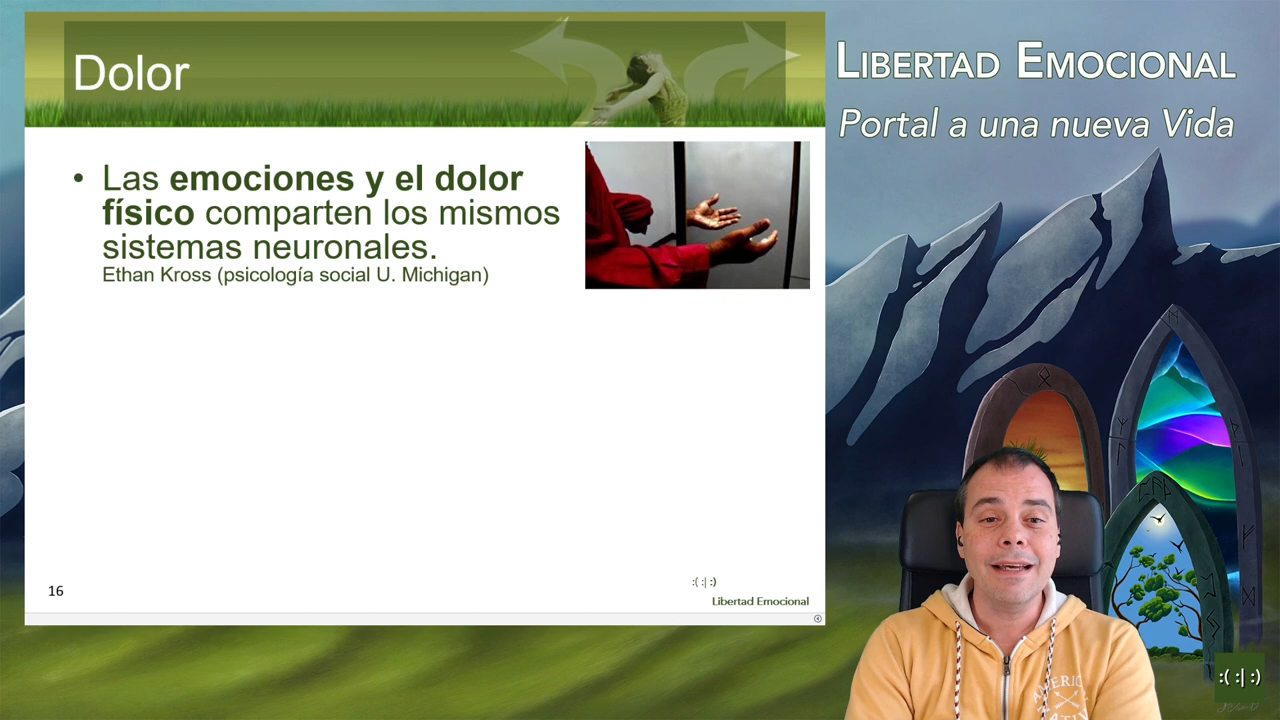 Dolor
• Las emociones y el dolor
físico comparten los mismos
sistemas neuronales.
Ethan Kross (psicología social U. Michigan)
16
:( :| :)
Libertad Emocional
LIBERTAD EMOCIONAL
Portal a una nueva Vida
:( :| :)